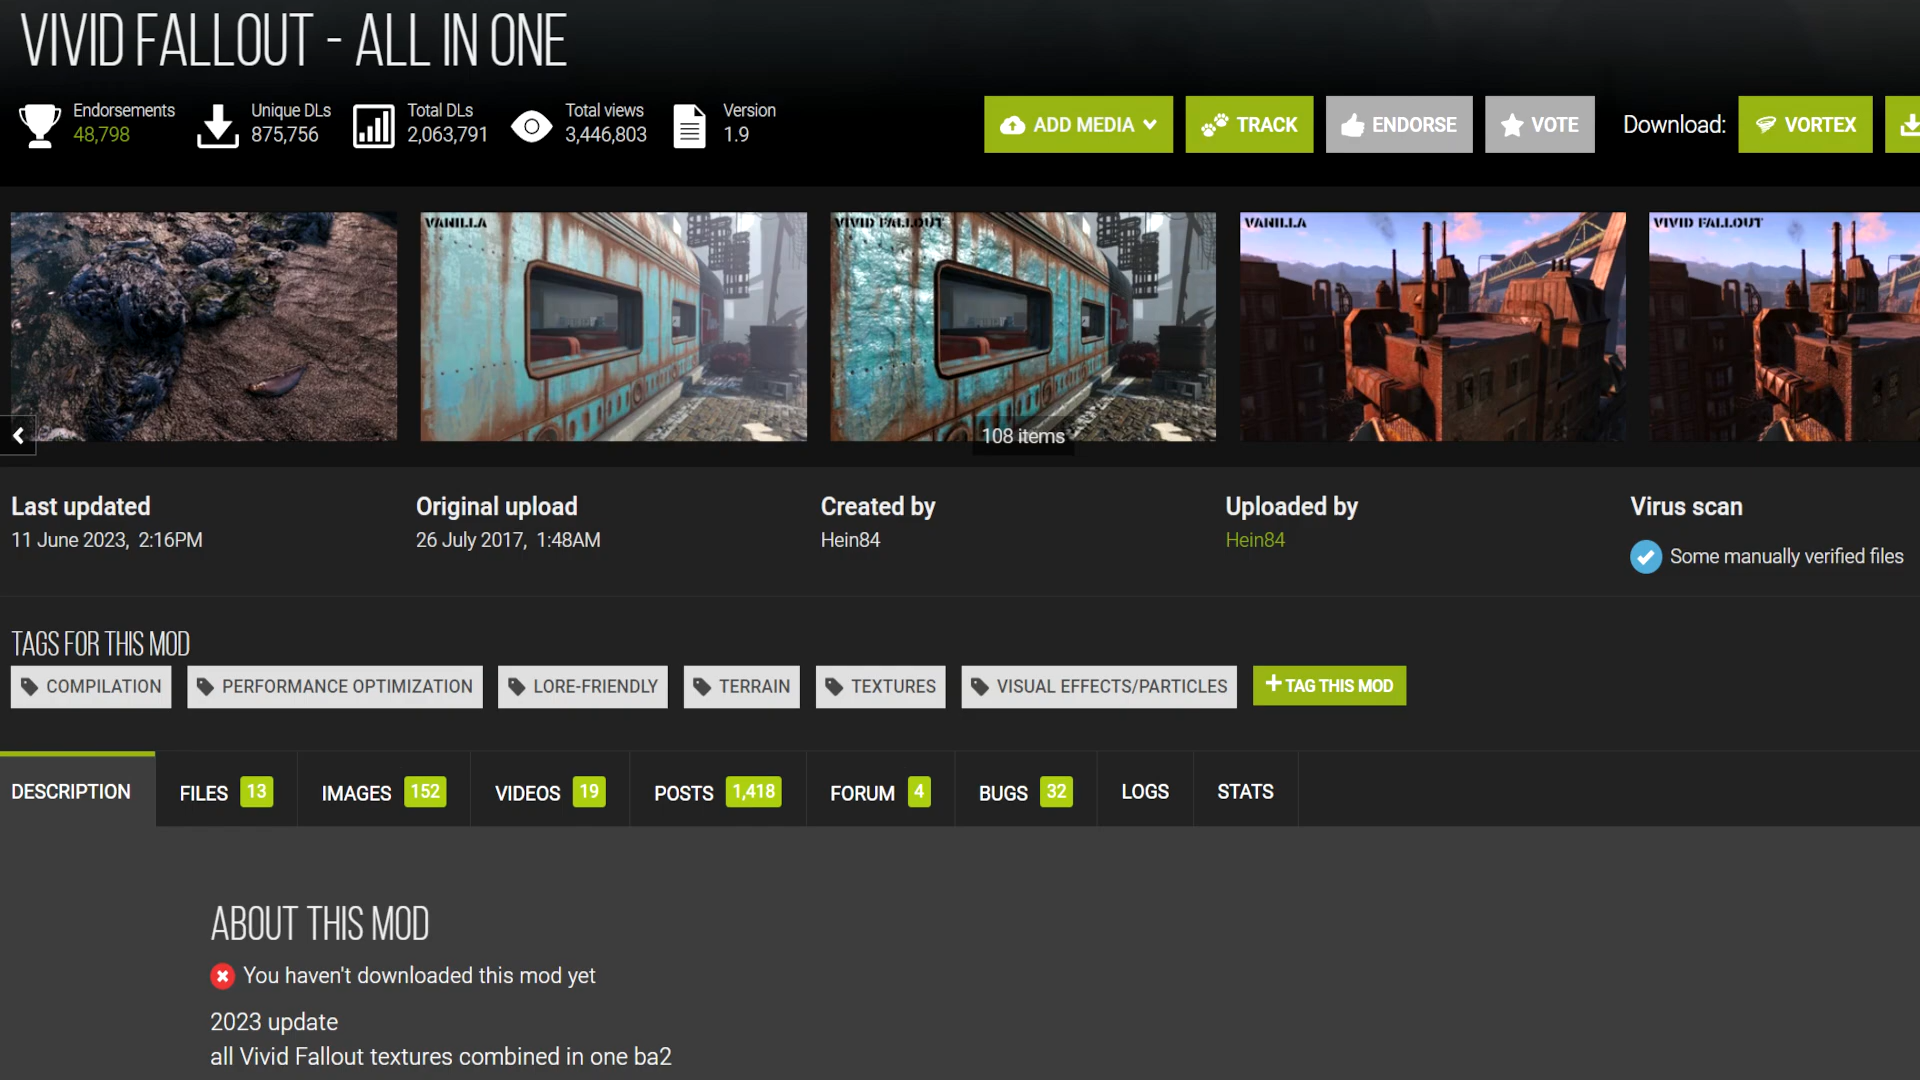 VIVID FALLOUT - ALL IN ONE
Endorsements
48,798
Unique DLs
875,756
Total DLs
2,063,791
Total views
3,446,803
Version
1.9
ADD MEDIA
TRACK
ENDORSE
VOTE
Download:
VORTEX
VANILLA
VIVID FALLOUT
VANILLA
VIVID FALLOUT
108 items
Last updated
11 June 2023, 2:16PM
Original upload
26 July 2017, 1:48AM
Created by
Hein84
Uploaded by
Hein84
Virus scan
Some manually verified files
TAGS FOR THIS MOD
COMPILATION
PERFORMANCE OPTIMIZATION
LORE-FRIENDLY
TERRAIN
TEXTURES
VISUAL EFFECTS/PARTICLES
+ TAG THIS MOD
DESCRIPTION
FILES 13
IMAGES 152
VIDEOS 19
POSTS 1,418
FORUM 4
BUGS 32
LOGS
STATS
ABOUT THIS MOD
You haven't downloaded this mod yet
2023 update
all Vivid Fallout textures combined in one ba2